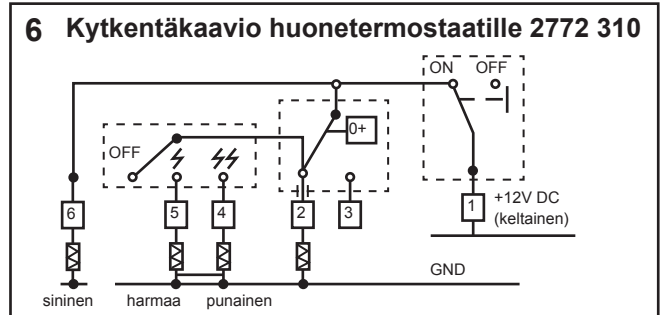 6 Kytkentäkaavio huonetermostaatille 2772 310
ON OFF
0+
OFF
6 5 4 2 3 1 +12V DC
(keltainen)
GND
sininen harmaa punainen